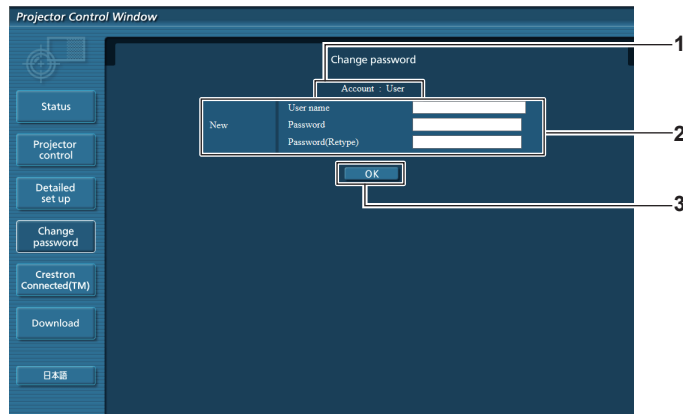 Projector Control Window
1
Change password
Account : User
Status
User name
New
Password
2
Projector
control
Password(Retype)
OK
Detailed
set up
3
Change
password
Crestron
Connected(TM)
Download
日本語